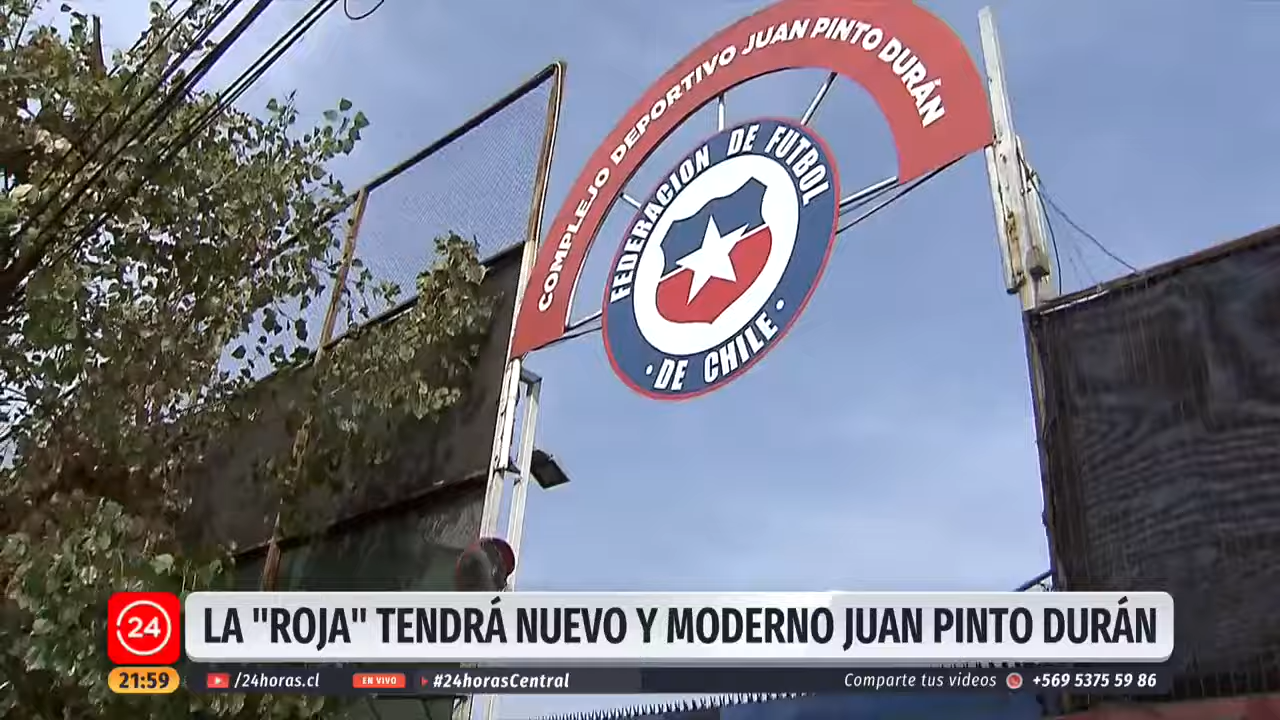 COMPLEJO DEPORTIVO JUAN PINTO DURÁN
FEDERACION DE FUTBOL
· DE CHILE ·
24
LA "ROJA" TENDRÁ NUEVO Y MODERNO JUAN PINTO DURÁN
21:59
/24horas.cl
EN VIVO
#24horasCentral
Comparte tus videos
+569 5375 59 86